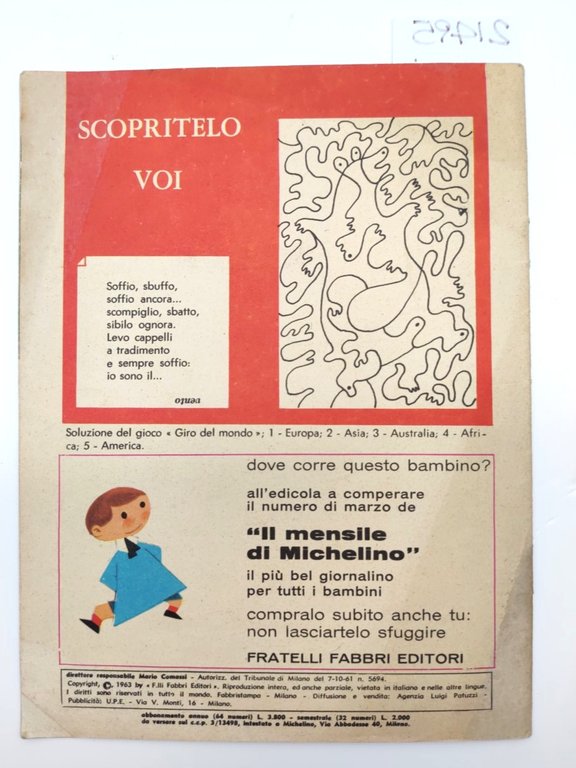 21495
SCOPRITELO
VOI
Soffio, sbuffo,
soffio ancora...
scompiglio, sbatto,
sibilo ognora.
Levo cappelli
a tradimento
e sempre soffio:
io sono il...
vento
Soluzione del gioco « Giro del mondo »; 1 - Europa; 2 - Asia; 3 - Australia; 4 - Afri-
ca; 5 - America.
dove corre questo bambino?
all'edicola a comperare
il numero di marzo de
“Il mensile
di Michelino”
il più bel giornalino
per tutti i bambini
compralo subito anche tu:
non lasciartelo sfuggire
FRATELLI FABBRI EDITORI
direttore responsabile Mario Comassi - Autorizz. del Tribunale di Milano del 7-10-61 n. 5694.
Copyright, © 1963 by « F.lli Fabbri Editori ». Riproduzione intera, ed anche parziale, vietata in italiano e nelle altre lingue.
I diritti sono riservati in tutto il mondo. Fabbristampa - Milano - Diffusione e vendita: Agenzia Luigi Patuzzi -
Pubblicità: U.P.E. - Via V. Monti, 16 - Milano.
abbonamento annuo (64 numeri) L. 3.800 - semestrale (32 numeri) L. 2.000
da versare sul c.c.p. 3/13498, intestato a Michelino, Via Abbadesse 40, Milano.